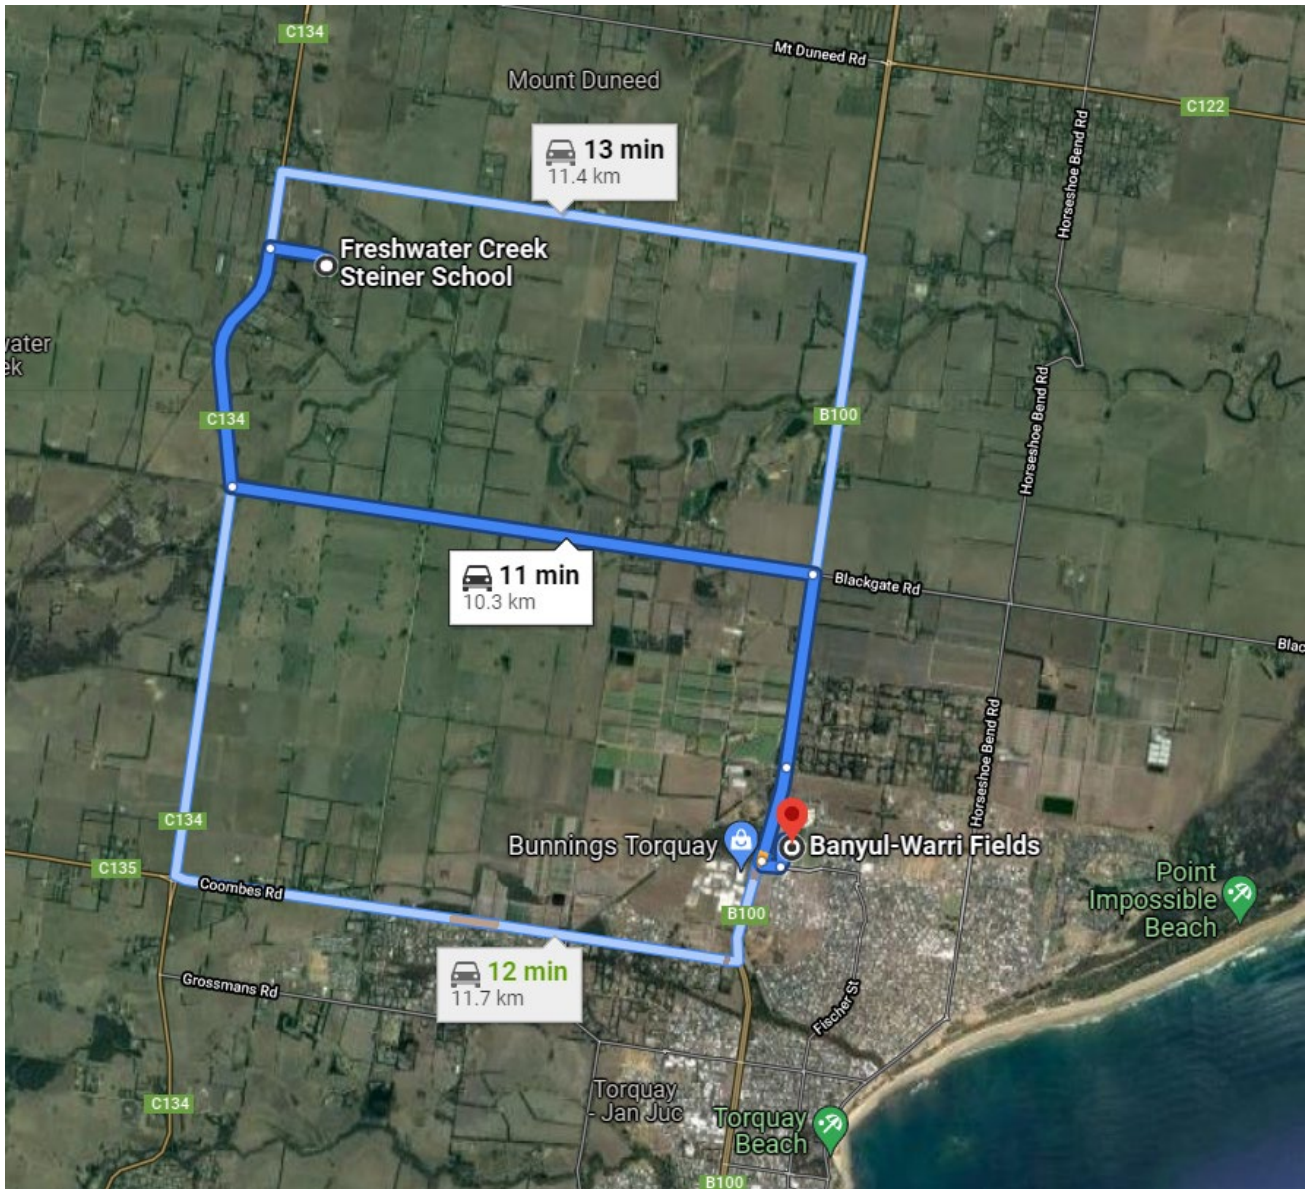 C134
Mt Duneed Rd
Mount Duneed
C122
Horseshoe Bend Rd
13 min
11.4 km
Freshwater Creek
Steiner School
vater
ek
C134
B100
Horseshoe Bend Rd
11 min
10.3 km
Blackgate Rd
Blac
Horseshoe Bend Rd
C134
Bunnings Torquay
Banyul-Warri Fields
C135
Coombes Rd
Point
Impossible
Beach
B100
12 min
11.7 km
Grossmans Rd
Fischer St
C134
Torquay
- Jan Juc
Torquay
Beach
B100